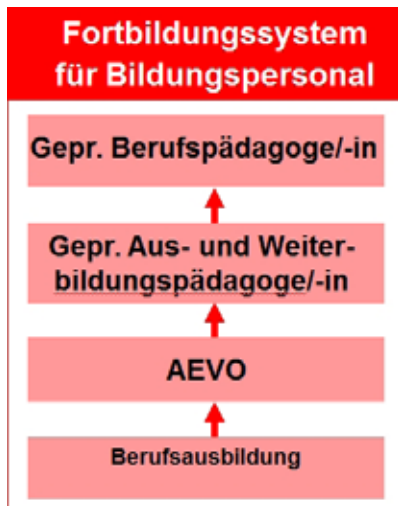 Fortbildungssystem
für Bildungspersonal
Gepr. Berufspädagoge/-in
Gepr. Aus- und Weiter-
bildungspädagoge/-in
AEVO
Berufsausbildung